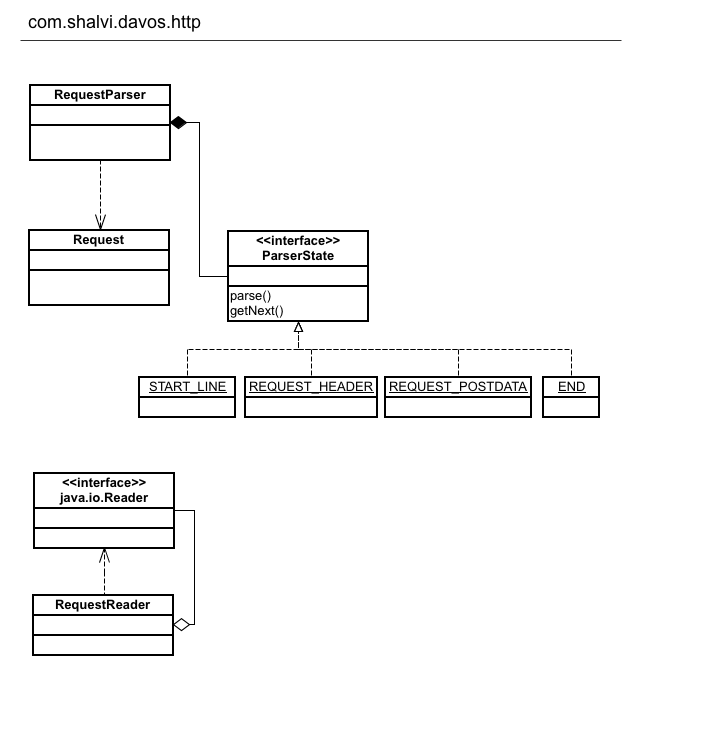 com.shalvi.davos.http
RequestParser
Request
<<interface>>
ParserState
parse()
getNext()
START_LINE
REQUEST_HEADER
REQUEST_POSTDATA
END
<<interface>>
java.io.Reader
RequestReader